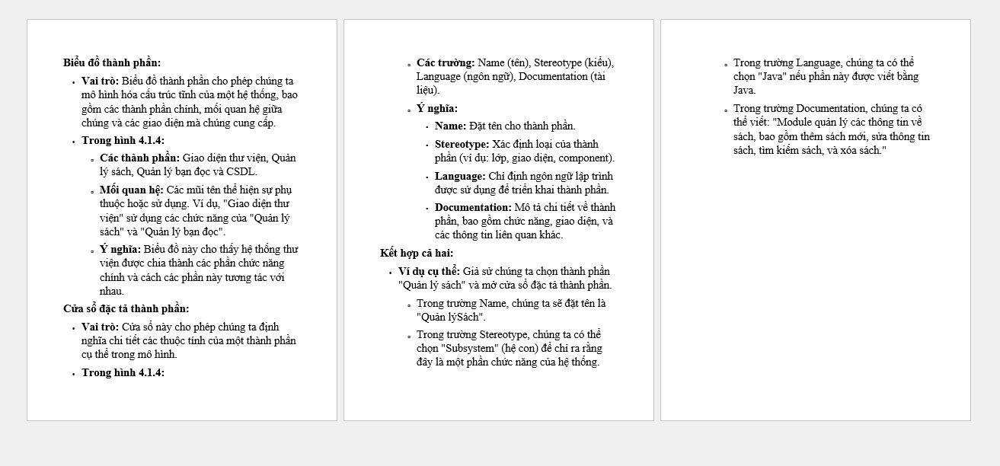 Biểu đồ thành phần:
• Vai trò: Biểu đồ thành phần cho phép chúng ta
mô hình hóa cấu trúc tĩnh của một hệ thống, bao
gồm các thành phần chính, mối quan hệ giữa
chúng và các giao diện mà chúng cung cấp.
• Trong hình 4.1.4:
o Các thành phần: Giao diện thư viện, Quản
lý sách, Quản lý bạn đọc và CSDL.
o Mối quan hệ: Các mũi tên thể hiện sự phụ
thuộc hoặc sử dụng. Ví dụ, "Giao diện thư
viện" sử dụng các chức năng của "Quản lý
sách" và "Quản lý bạn đọc".
o Ý nghĩa: Biểu đồ này cho thấy hệ thống thư
viện được chia thành các phần chức năng
chính và cách các phần này tương tác với
nhau.
Cửa sổ đặc tả thành phần:
• Vai trò: Cửa sổ này cho phép chúng ta định
nghĩa chi tiết các thuộc tính của một thành phần
cụ thể trong mô hình.
• Trong hình 4.1.4:
o Các trường: Name (tên), Stereotype (kiểu),
Language (ngôn ngữ), Documentation (tài
liệu).
o Ý nghĩa:
▪ Name: Đặt tên cho thành phần.
▪ Stereotype: Xác định loại của thành
phần (ví dụ: lớp, giao diện, component).
▪ Language: Chỉ định ngôn ngữ lập trình
được sử dụng để triển khai thành phần.
▪ Documentation: Mô tả chi tiết về thành
phần, bao gồm chức năng, giao diện, và
các thông tin liên quan khác.
Kết hợp cả hai:
• Ví dụ cụ thể: Giả sử chúng ta chọn thành phần
"Quản lý sách" và mở cửa sổ đặc tả thành phần.
o Trong trường Name, chúng ta sẽ đặt tên là
"Quản lýSách".
o Trong trường Stereotype, chúng ta có thể
chọn "Subsystem" (hệ con) để chỉ ra rằng
đây là một phần chức năng của hệ thống.
o Trong trường Language, chúng ta có thể
chọn "Java" nếu phần này được viết bằng
Java.
o Trong trường Documentation, chúng ta có
thể viết: "Module quản lý các thông tin về
sách, bao gồm thêm sách mới, sửa thông tin
sách, tìm kiếm sách, và xóa sách."